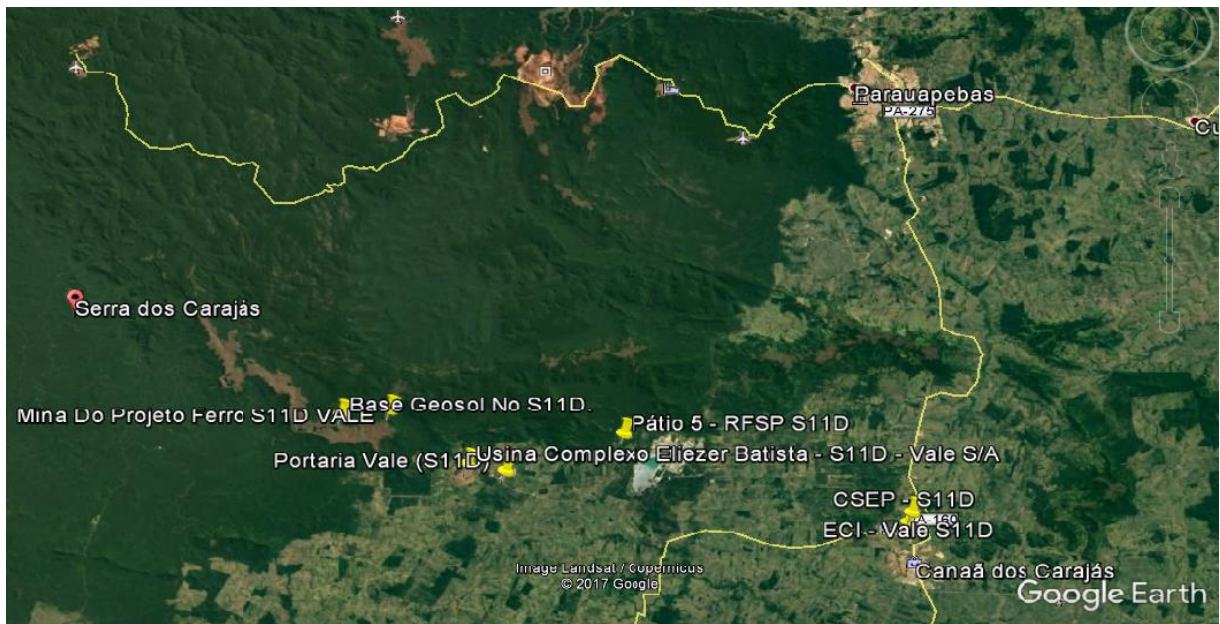 Parauapebas
PA-275
Cu
Serra dos Carajás
Base Geosol No S11D.
Mina Do Projeto Ferro S11D VALE
Pátio 5 - RFSP S11D
Usina Complexo Eliezer Batista - S11D - Vale S/A
Portaria Vale (S11D)
CSEP - S11D
A-160
ECI - Vale S11D
Canaã dos Carajás
Image Landsat / Copernicus
© 2017 Google
Google Earth